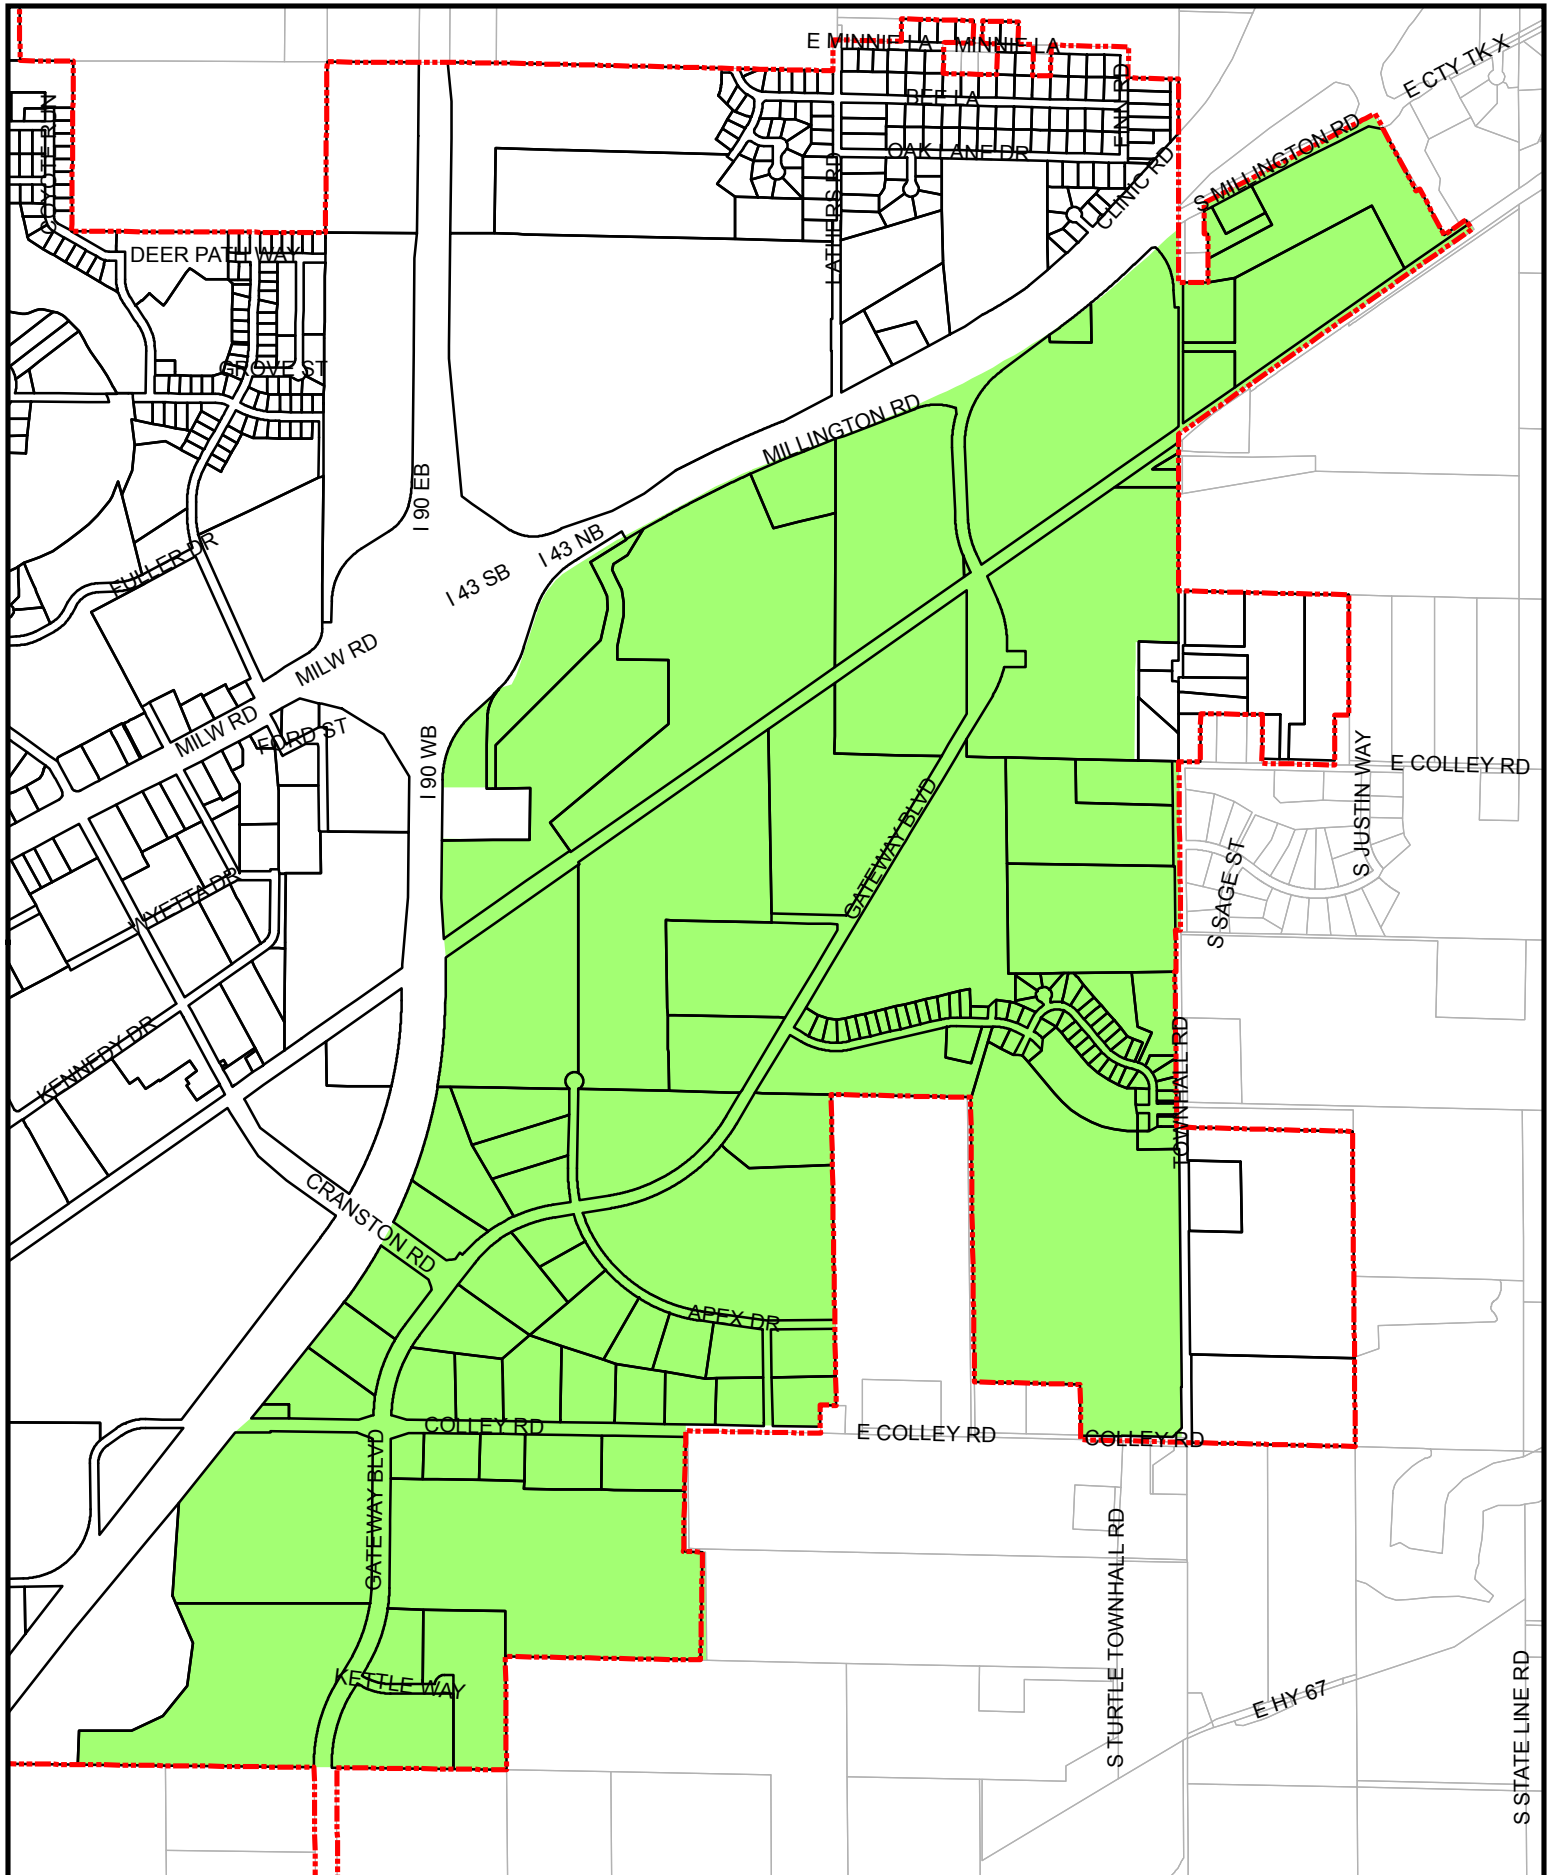 E MINNIE LA
MINNIE LA
E CTY TK X
BEE LA
FINN RD
COYOTER LN
OAK LANE DR
S MILLINGTON RD
CLINIC RD
LATHERS RD
DEER PATH WAY
GROVE ST
MILLINGTON RD
I 90 EB
I 43 NB
I 43 SB
FULLER DR
MILW RD
MILW RD
FORD ST
I 90 WB
E COLLEY RD
S JUSTIN WAY
GATEWAY BLVD
S SAGE ST
WYETTA DR
KENNEDY DR
TOWNHALL RD
CRANSTON RD
APEX DR
COLLEY RD
E COLLEY RD
COLLEY RD
GATEWAY BLVD
S TURTLE TOWNHALL RD
KETTLE WAY
E HY 67
S STATE LINE RD